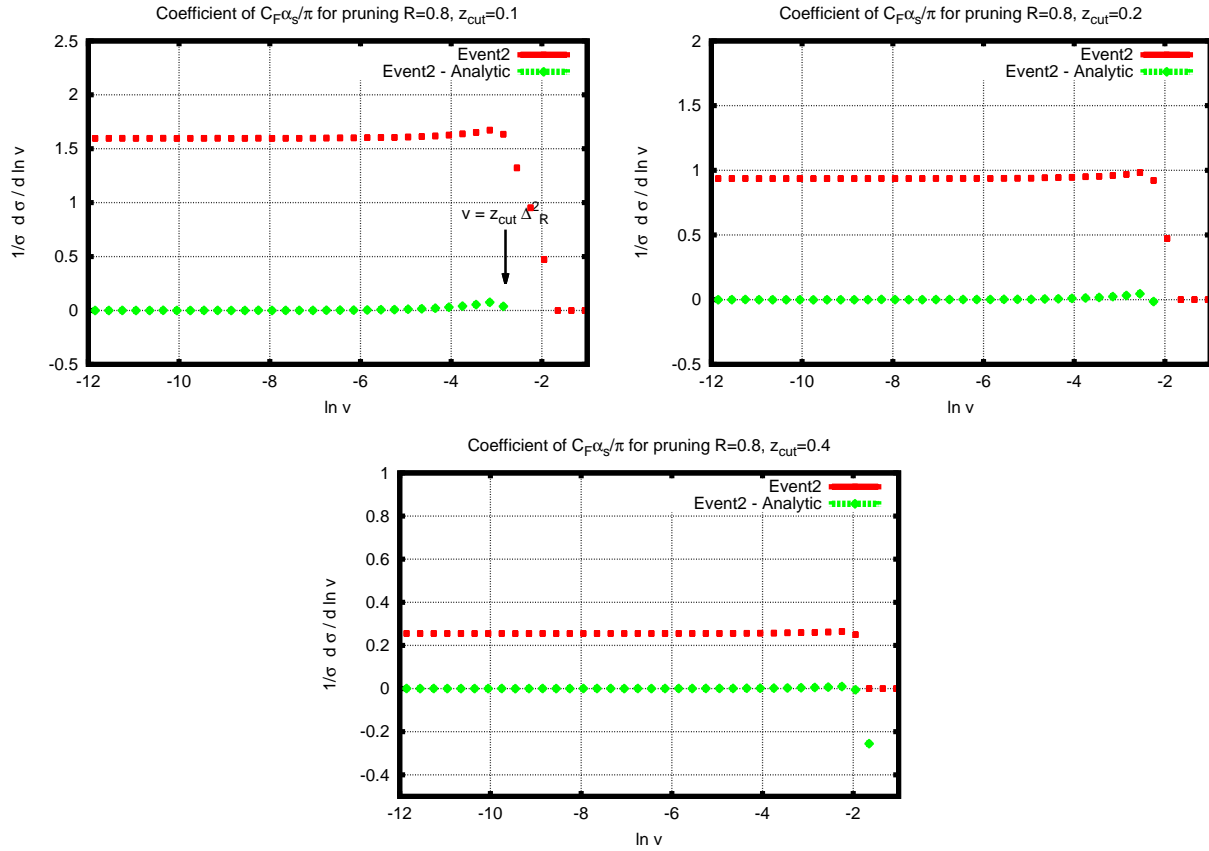 Coefficient of C_Fα_s/π for pruning R=0.8, z_cut=0.1
2.5
2
1.5
1
0.5
0
-0.5
1/σ d σ / d ln v
Event2
Event2 - Analytic
v = z_cut Δ²_R
-12 -10 -8 -6 -4 -2
ln v
Coefficient of C_Fα_s/π for pruning R=0.8, z_cut=0.2
2
1.5
1
0.5
0
-0.5
1/σ d σ / d ln v
Event2
Event2 - Analytic
-12 -10 -8 -6 -4 -2
ln v
Coefficient of C_Fα_s/π for pruning R=0.8, z_cut=0.4
1
0.8
0.6
0.4
0.2
0
-0.2
-0.4
1/σ d σ / d ln v
Event2
Event2 - Analytic
-12 -10 -8 -6 -4 -2
ln v